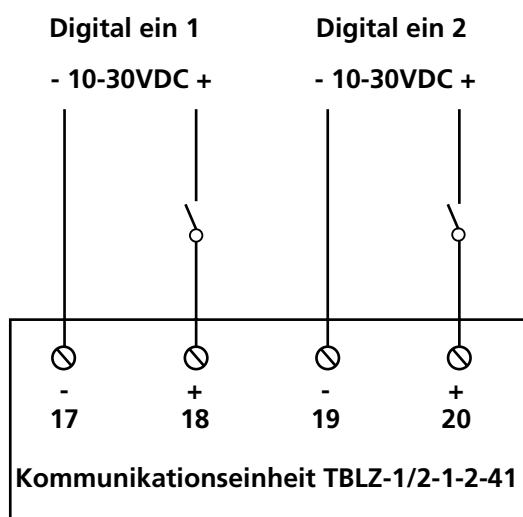 Digital ein 1 Digital ein 2
- 10-30VDC + - 10-30VDC +
- + - +
17 18 19 20
Kommunikationseinheit TBLZ-1/2-1-2-41